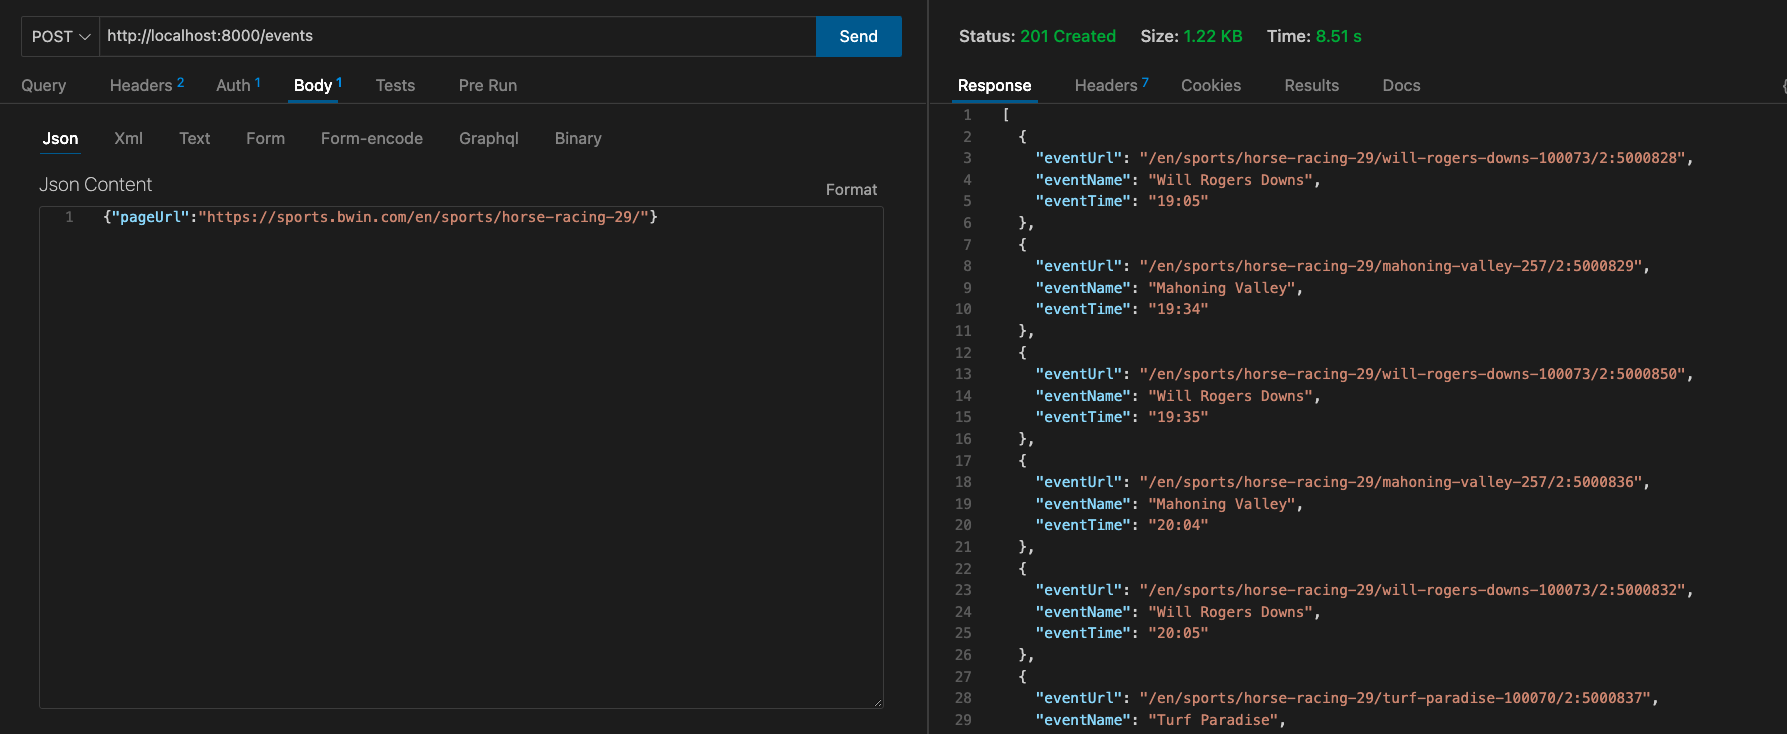 POST http://localhost:8000/events Send
Query Headers 2 Auth 1 Body 1 Tests Pre Run
Json Xml Text Form Form-encode Graphql Binary
Json Content
Format
1 {"pageUrl":"https://sports.bwin.com/en/sports/horse-racing-29/"}
Status: 201 Created Size: 1.22 KB Time: 8.51 s
Response Headers 7 Cookies Results Docs
1 [
2 {
3 "eventUrl": "/en/sports/horse-racing-29/will-rogers-downs-100073/2:5000828",
4 "eventName": "Will Rogers Downs",
5 "eventTime": "19:05"
6 },
7 {
8 "eventUrl": "/en/sports/horse-racing-29/mahoning-valley-257/2:5000829",
9 "eventName": "Mahoning Valley",
10 "eventTime": "19:34"
11 },
12 {
13 "eventUrl": "/en/sports/horse-racing-29/will-rogers-downs-100073/2:5000850",
14 "eventName": "Will Rogers Downs",
15 "eventTime": "19:35"
16 },
17 {
18 "eventUrl": "/en/sports/horse-racing-29/mahoning-valley-257/2:5000836",
19 "eventName": "Mahoning Valley",
20 "eventTime": "20:04"
21 },
22 {
23 "eventUrl": "/en/sports/horse-racing-29/will-rogers-downs-100073/2:5000832",
24 "eventName": "Will Rogers Downs",
25 "eventTime": "20:05"
26 },
27 {
28 "eventUrl": "/en/sports/horse-racing-29/turf-paradise-100070/2:5000837",
29 "eventName": "Turf Paradise",